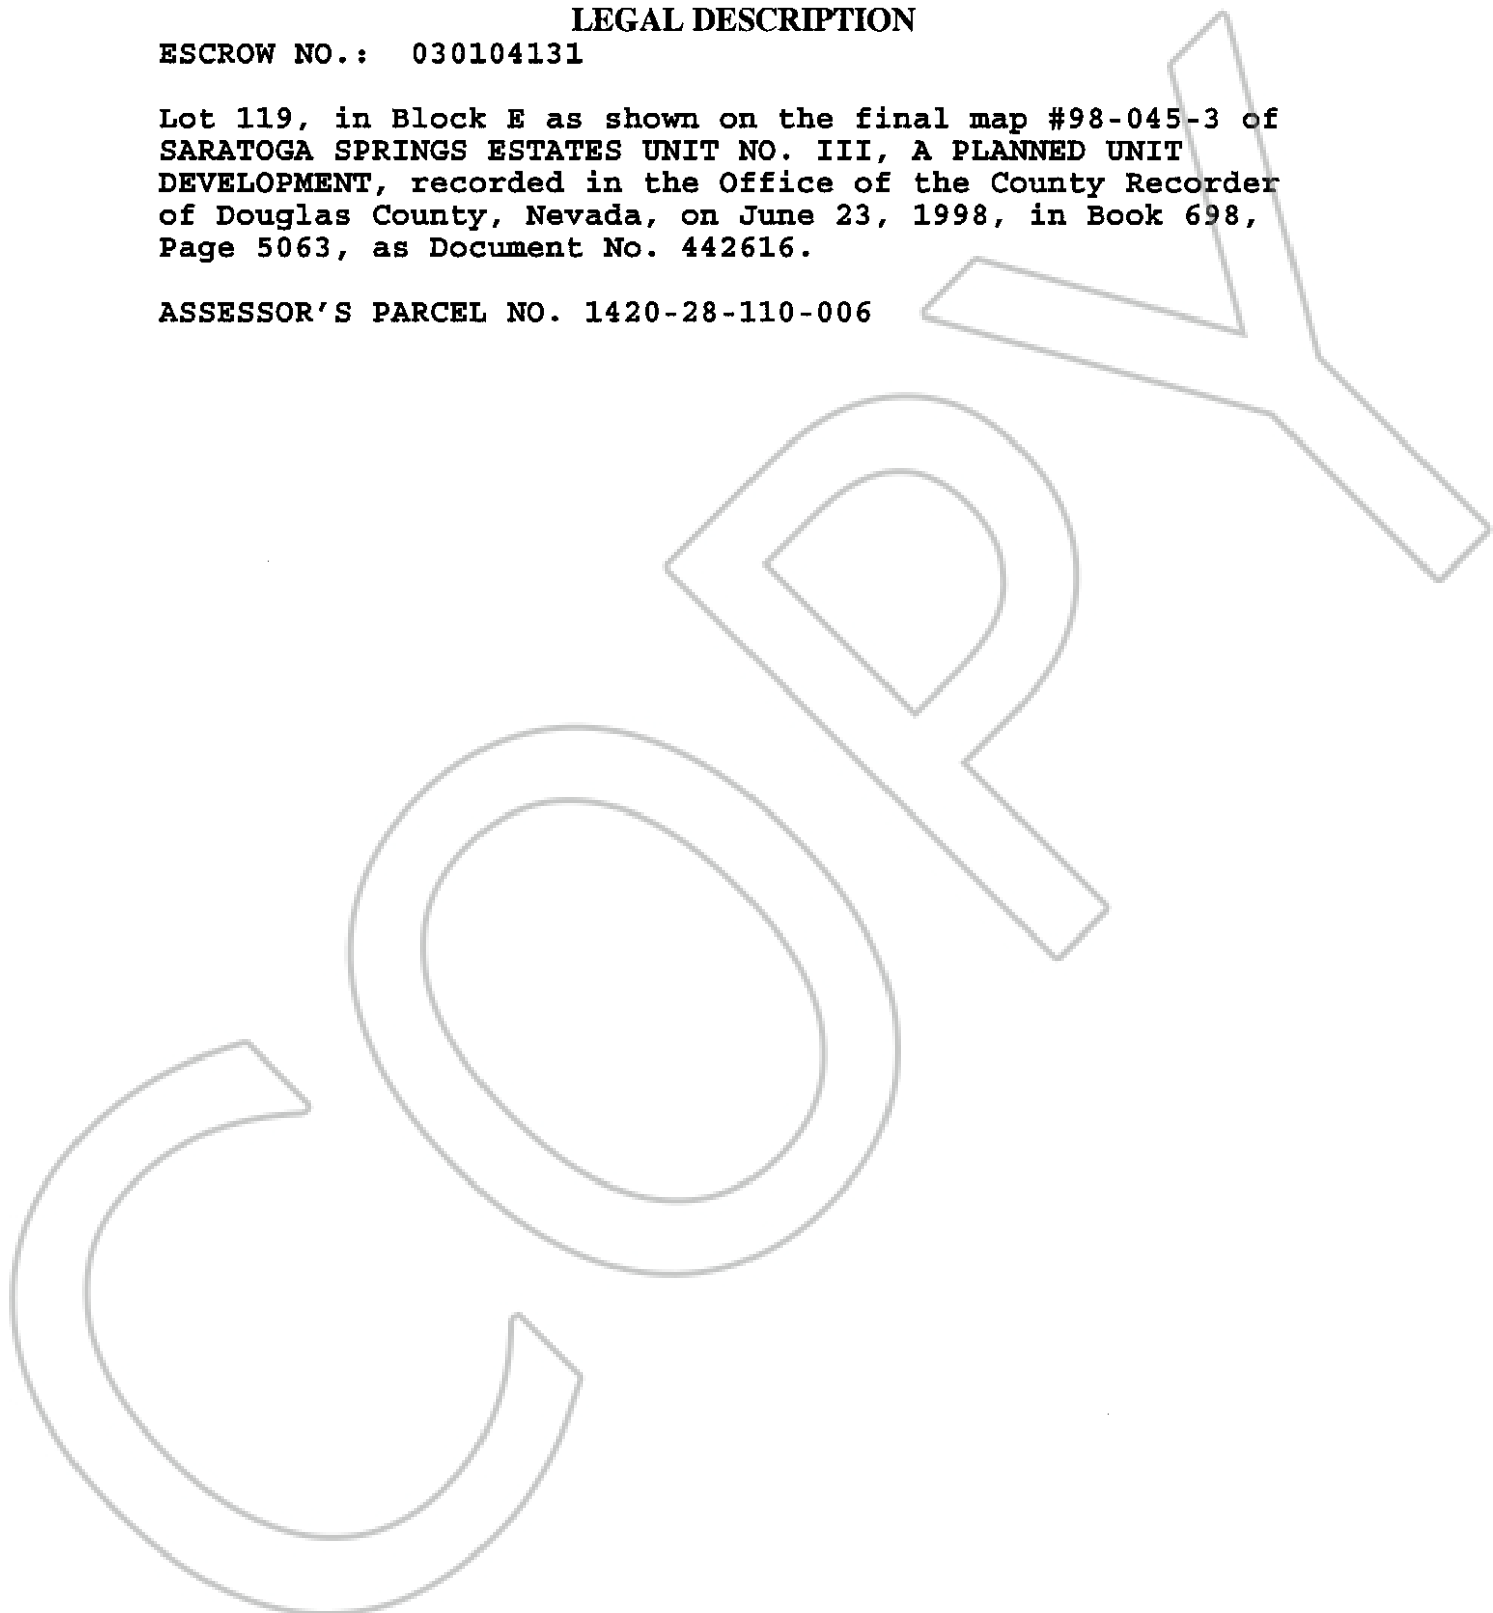 LEGAL DESCRIPTION
ESCROW NO.: 030104131
Lot 119, in Block E as shown on the final map #98-045-3 of
SARATOGA SPRINGS ESTATES UNIT NO. III, A PLANNED UNIT
DEVELOPMENT, recorded in the Office of the County Recorder
of Douglas County, Nevada, on June 23, 1998, in Book 698,
Page 5063, as Document No. 442616.
ASSESSOR'S PARCEL NO. 1420-28-110-006
COPY